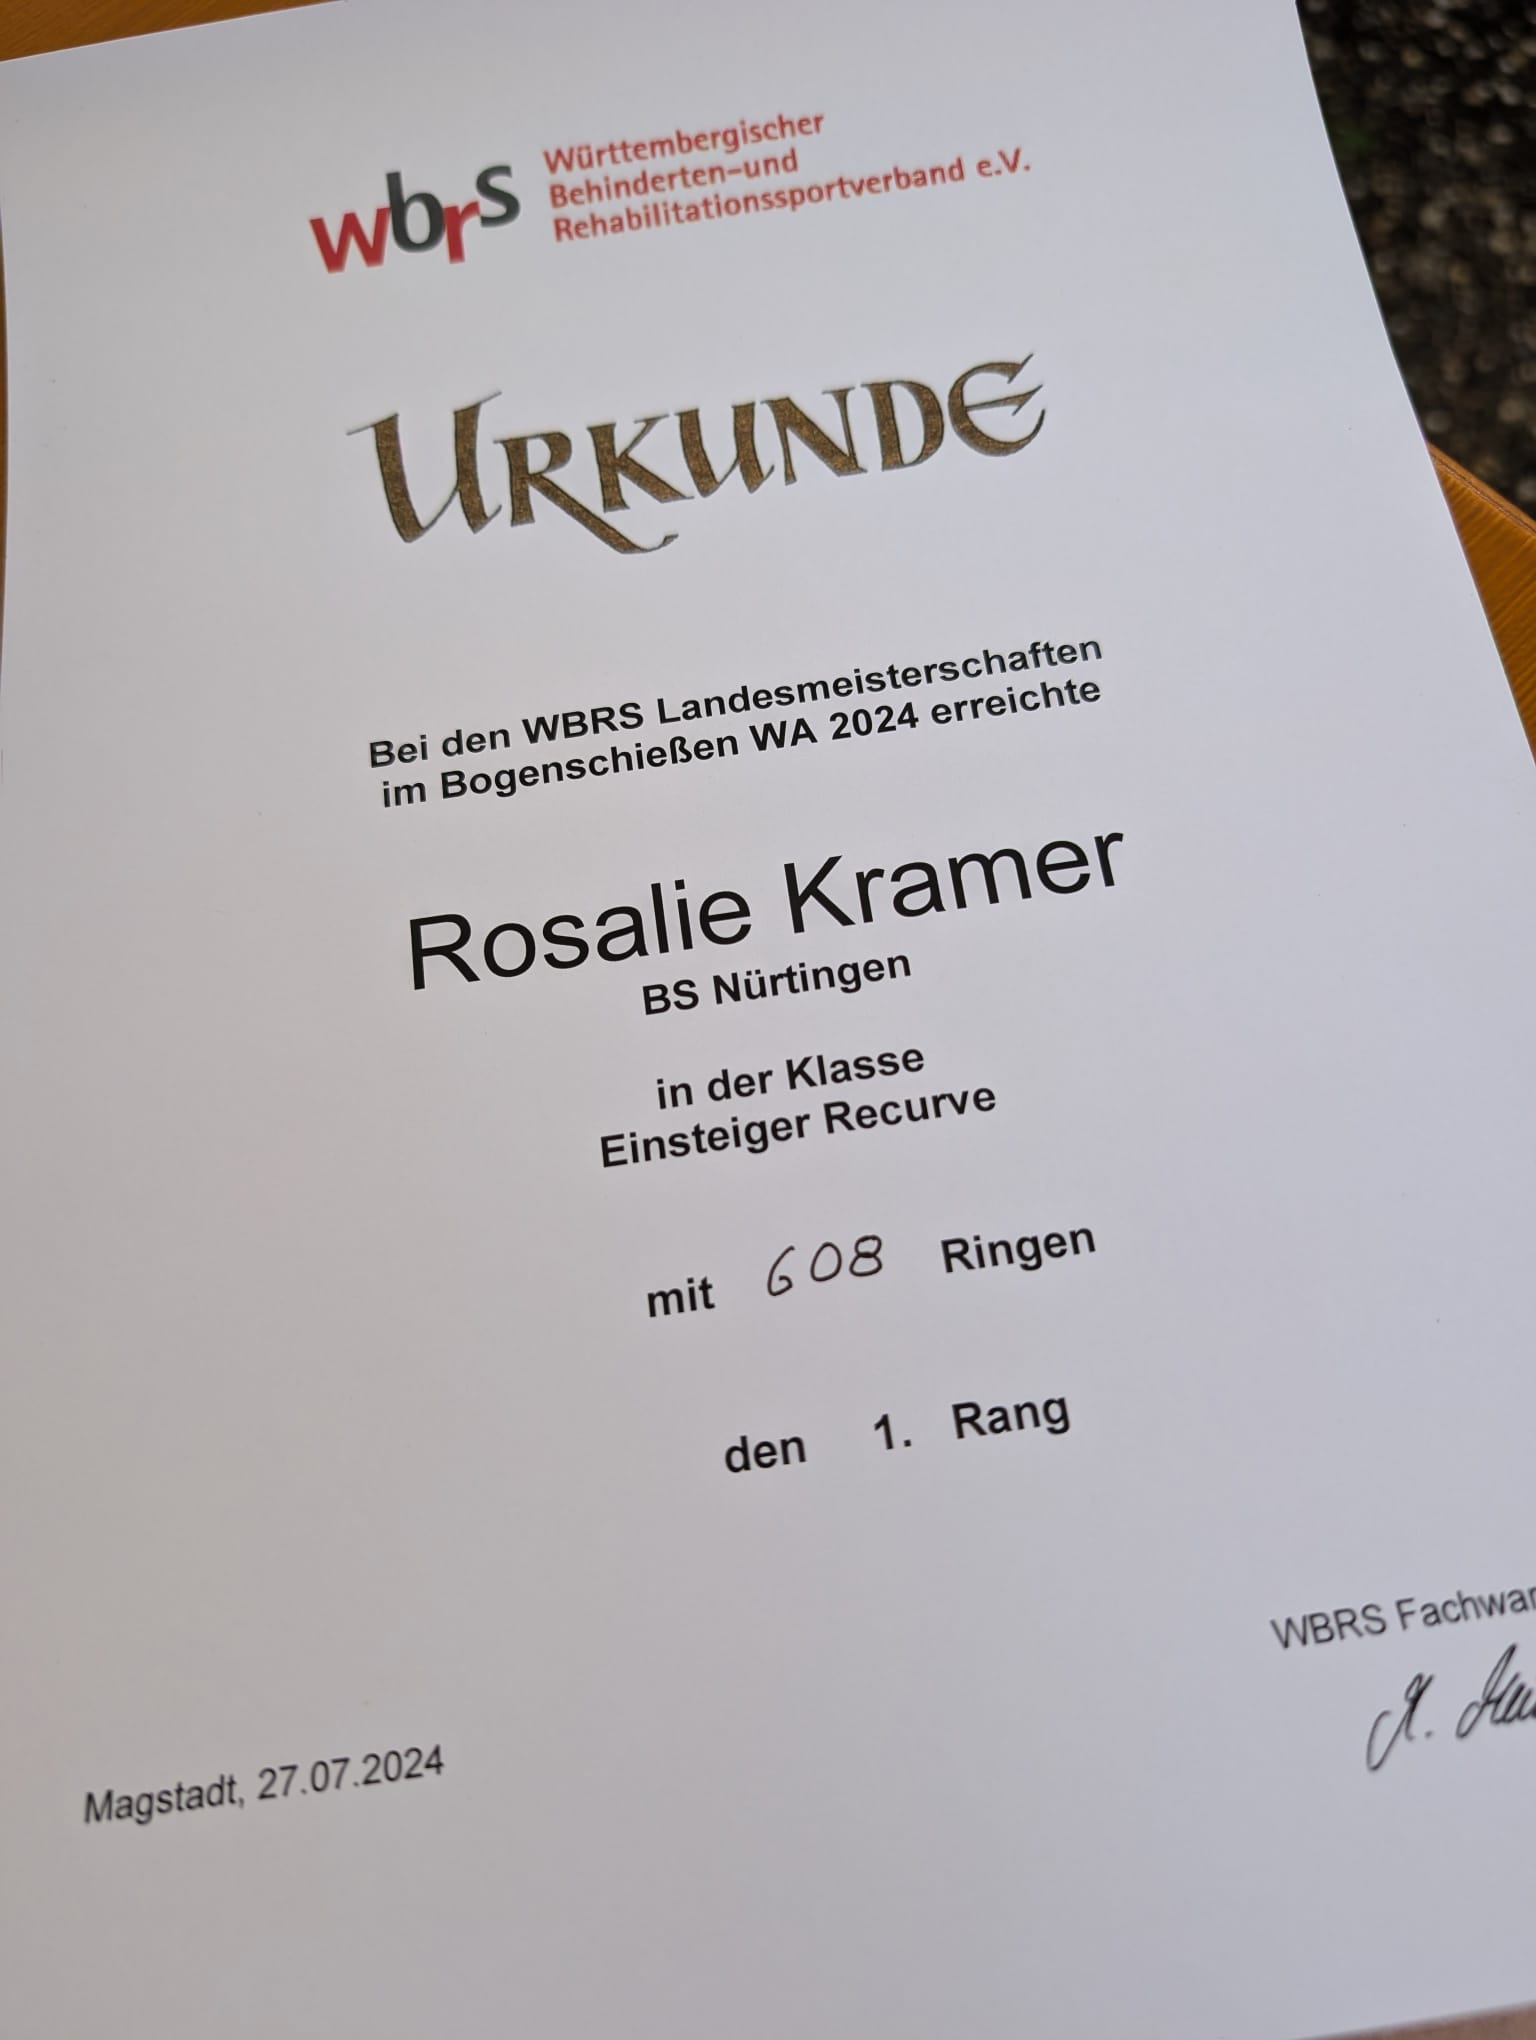 wbrs
Württembergischer
Behinderten-und
Rehabilitationssportverband e.V.
URKUNDE
Bei den WBRS Landesmeisterschaften
im Bogenschießen WA 2024 erreichte
Rosalie Kramer
BS Nürtingen
in der Klasse
Einsteiger Recurve
mit 608 Ringen
den 1. Rang
WBRS Fachwar
Magstadt, 27.07.2024